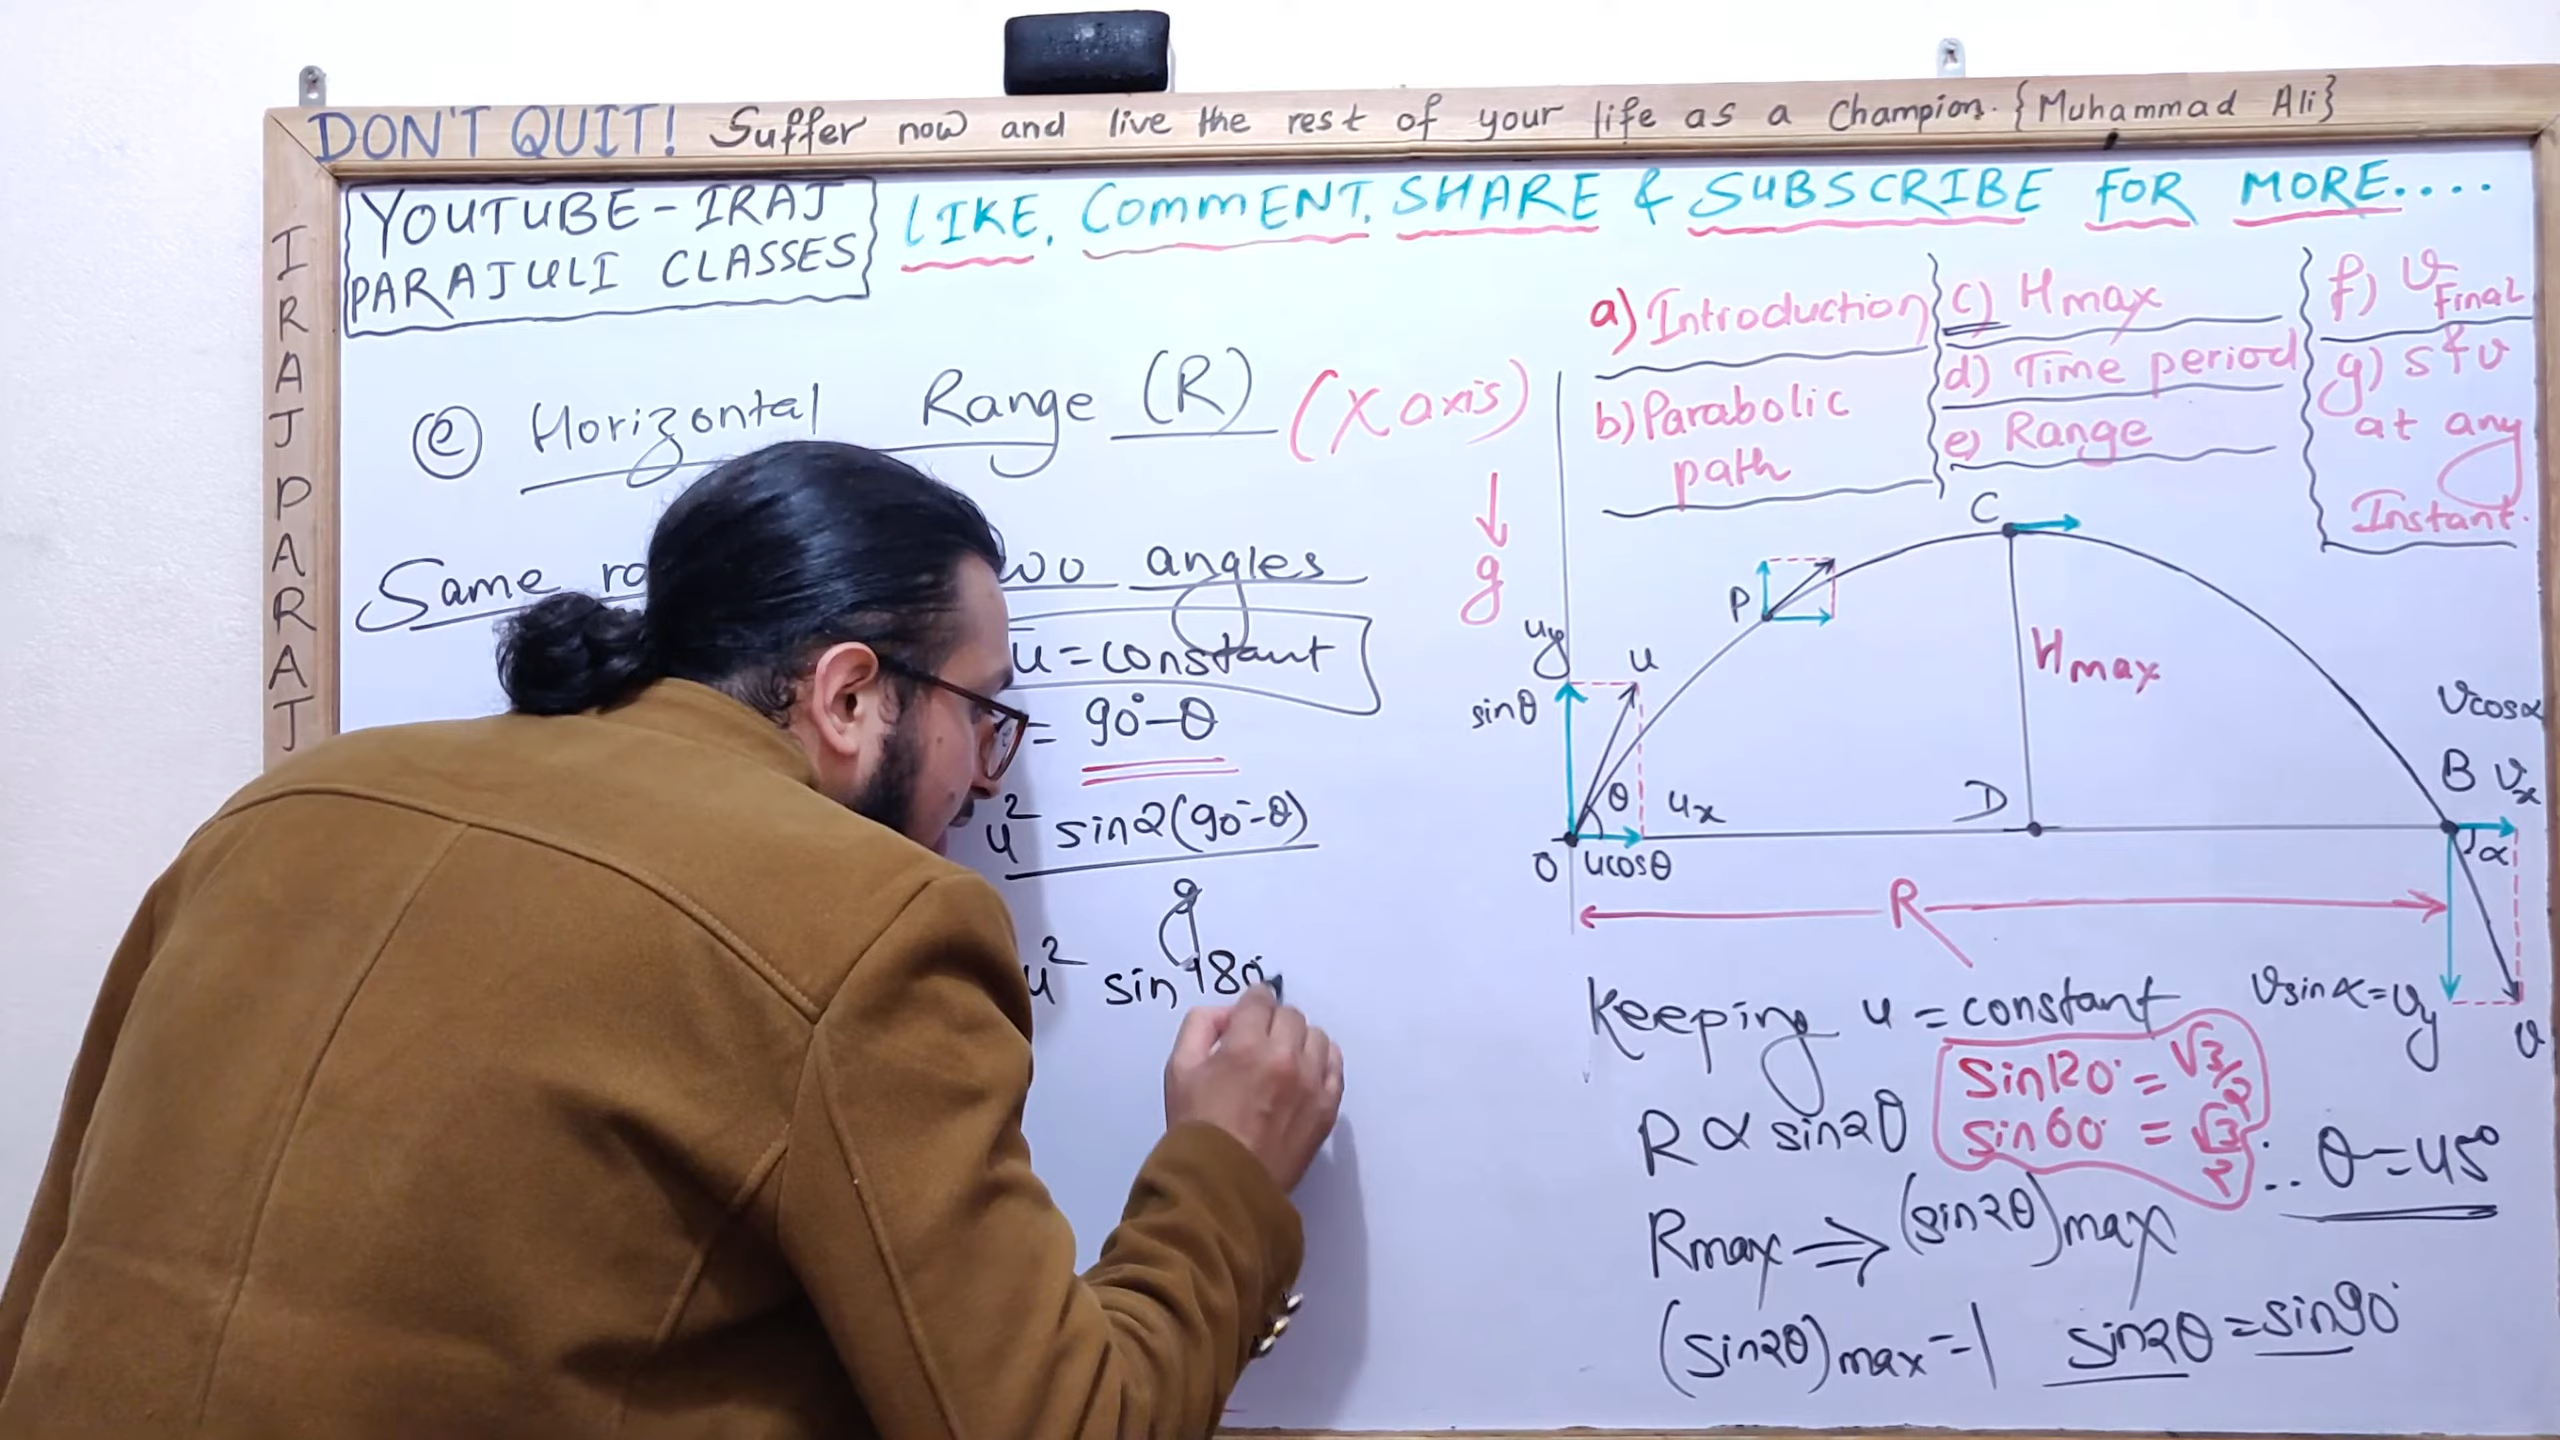 DON'T QUIT! Suffer now and live the rest of your life as a Champion. {Muhammad Ali}
IRAJ PARAJ
YOUTUBE-IRAJ
PARAJULI CLASSES
LIKE, COMMENT, SHARE & SUBSCRIBE FOR MORE....
a) Introduction
b) Parabolic
path
c) Hmax
d) Time period
e) Range
f) v Final
g) s & v
at any
Instant.
(e) Horizontal Range (R) (X axis)
↓
g
Same wo angles
u = constant
= 90° - θ
u² sin2(90° - θ)
g
u² sin 180
C
P
Hmax
uy
u
sinθ
θ
ux
D
O
ucosθ
vcosα
B vx
α
R
vsinα = vy
v
Keeping u = constant
R α sin2θ
Sin120° = √3/2
Sin60° = √3/2
∴ θ = 45°
Rmax ⇒ (sin2θ)max
(sin2θ)max = 1 sin2θ = sin90°